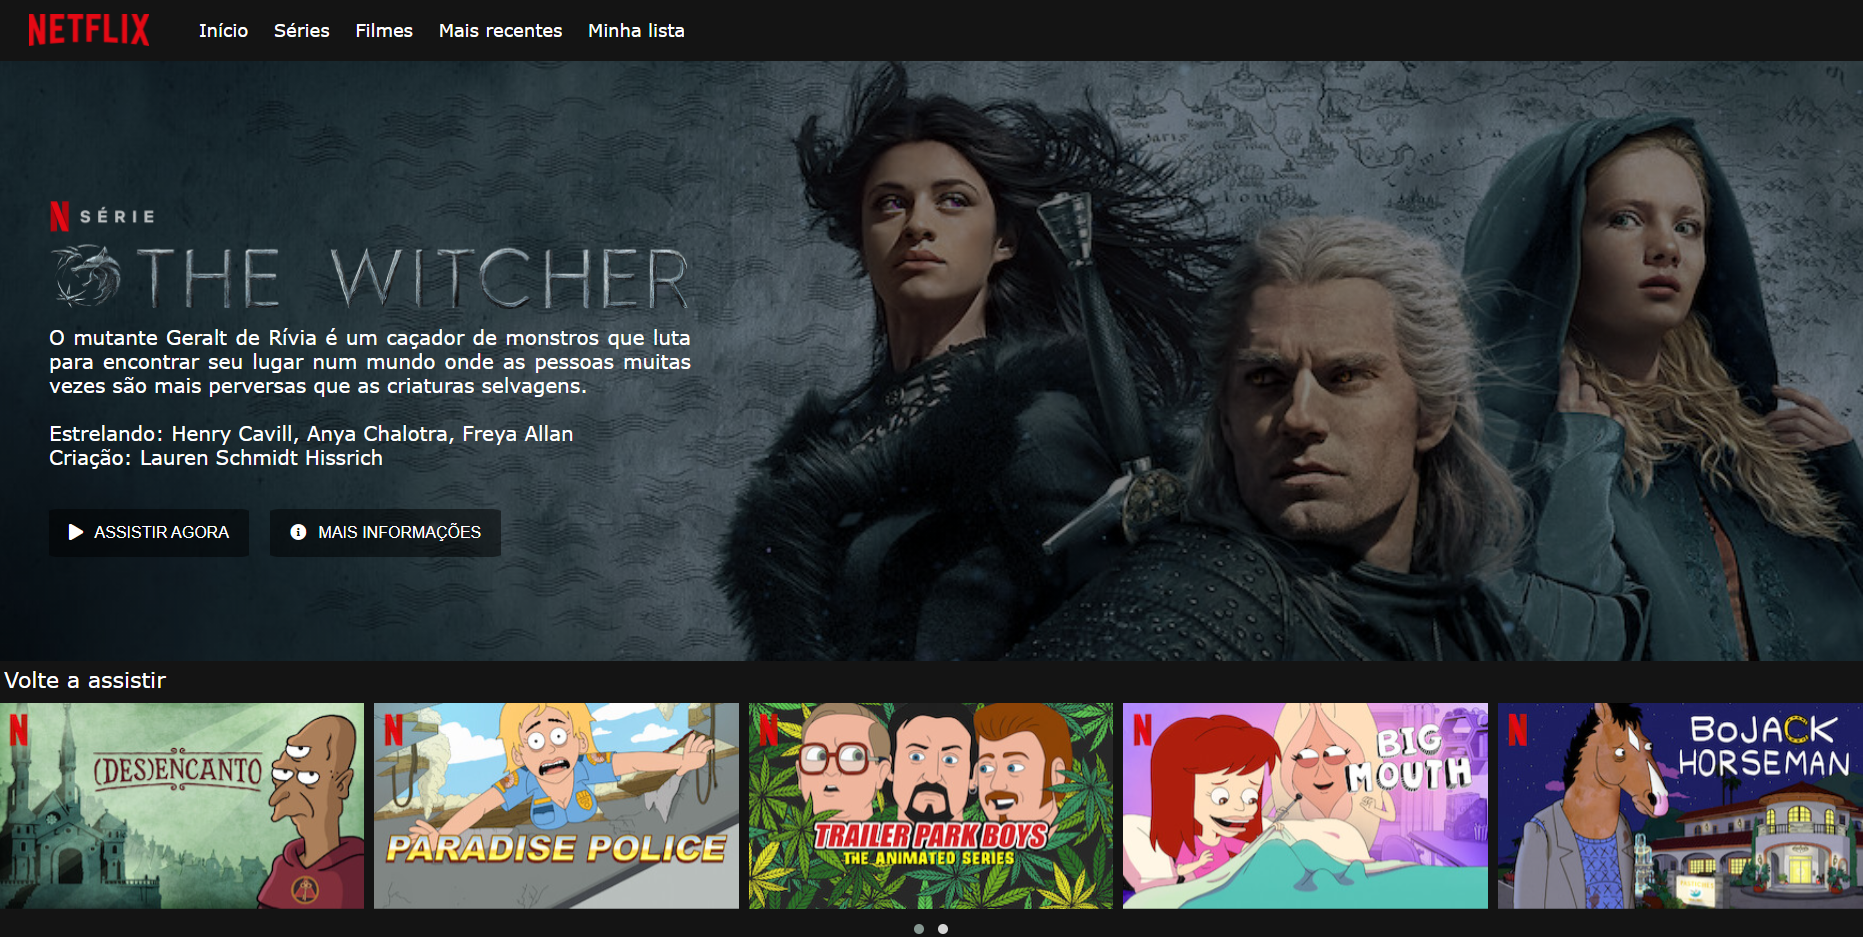 NETFLIX
Início Séries Filmes Mais recentes Minha lista
N SÉRIE
THE WITCHER
O mutante Geralt de Rívia é um caçador de monstros que luta
para encontrar seu lugar num mundo onde as pessoas muitas
vezes são mais perversas que as criaturas selvagens.
Estrelando: Henry Cavill, Anya Chalotra, Freya Allan
Criação: Lauren Schmidt Hissrich
ASSISTIR AGORA
MAIS INFORMAÇÕES
Volte a assistir
N
(DES)ENCANTO
N
PARADISE POLICE
N
TRAILER PARK BOYS
THE ANIMATED SERIES
N
BIG
MOUTH
N
BOJACK
HORSEMAN